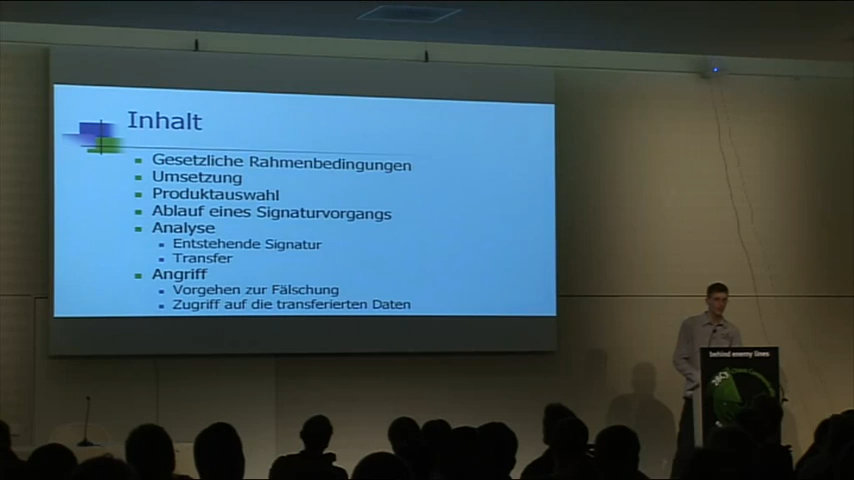 Inhalt
Gesetzliche Rahmenbedingungen
Umsetzung
Produktauswahl
Ablauf eines Signaturvorgangs
Analyse
Entstehende Signatur
Transfer
Angriff
Vorgehen zur Fälschung
Zugriff auf die transferierten Daten
behind enemy lines